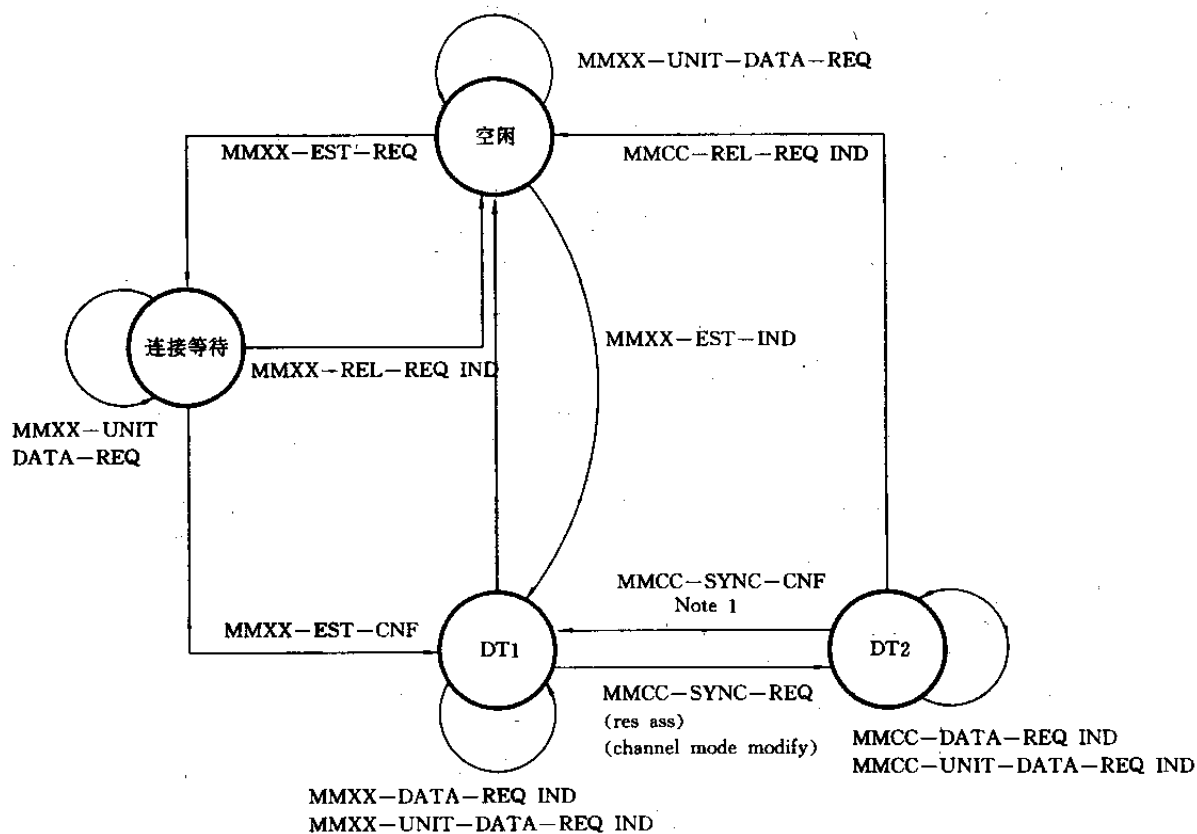 MMXX-UNIT-DATA-REQ
空闲
MMXX-EST-REQ
MMCC-REL-REQ IND
连接等待
MMXX-EST-IND
MMXX-REL-REQ IND
MMXX-UNIT
DATA-REQ
MMCC-SYNC-CNF
Note 1
MMXX-EST-CNF
DT1
DT2
MMCC-SYNC-REQ
(res ass)
(channel mode modify)
MMCC-DATA-REQ IND
MMCC-UNIT-DATA-REQ IND
MMXX-DATA-REQ IND
MMXX-UNIT-DATA-REQ IND